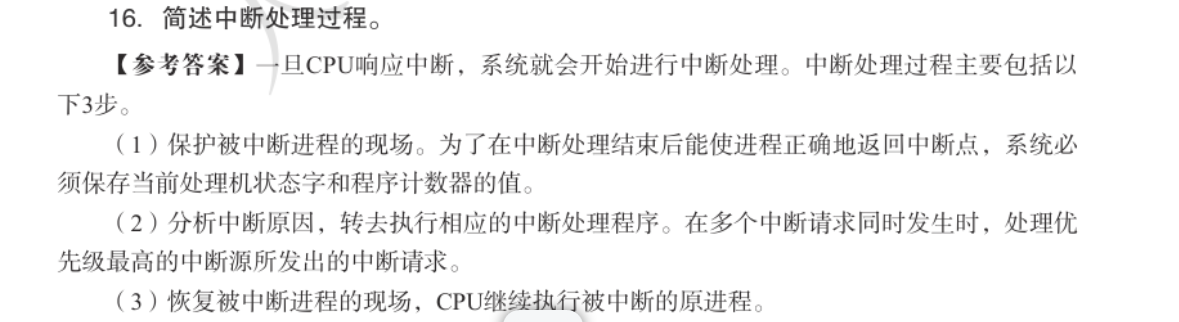 16. 简述中断处理过程。
【参考答案】一旦CPU响应中断，系统就会开始进行中断处理。中断处理过程主要包括以
下3步。
（1）保护被中断进程的现场。为了在中断处理结束后能使进程正确地返回中断点，系统必
须保存当前处理机状态字和程序计数器的值。
（2）分析中断原因，转去执行相应的中断处理程序。在多个中断请求同时发生时，处理优
先级最高的中断源所发出的中断请求。
（3）恢复被中断进程的现场，CPU继续执行被中断的原进程。